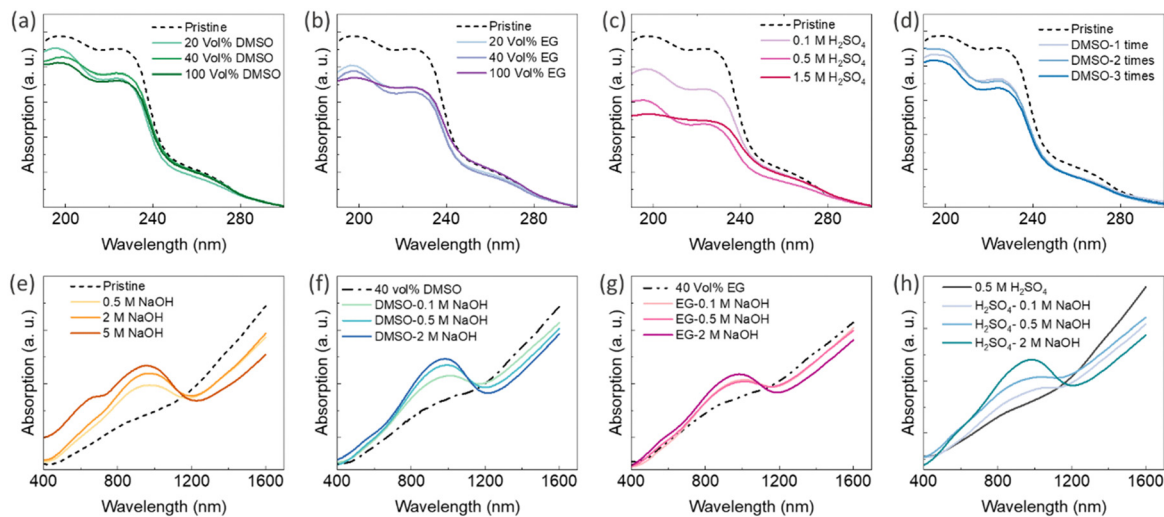 (a)
Pristine
20 Vol% DMSO
40 Vol% DMSO
100 Vol% DMSO
Absorption (a. u.)
200 240 280
Wavelength (nm)
(b)
Pristine
20 Vol% EG
40 Vol% EG
100 Vol% EG
Absorption (a. u.)
200 240 280
Wavelength (nm)
(c)
Pristine
0.1 M H₂SO₄
0.5 M H₂SO₄
1.5 M H₂SO₄
Absorption (a. u.)
200 240 280
Wavelength (nm)
(d)
Pristine
DMSO-1 time
DMSO-2 times
DMSO-3 times
Absorption (a. u.)
200 240 280
Wavelength (nm)
(e)
Pristine
0.5 M NaOH
2 M NaOH
5 M NaOH
Absorption (a. u.)
400 800 1200 1600
Wavelength (nm)
(f)
40 vol% DMSO
DMSO-0.1 M NaOH
DMSO-0.5 M NaOH
DMSO-2 M NaOH
Absorption (a. u.)
400 800 1200 1600
Wavelength (nm)
(g)
40 Vol% EG
EG-0.1 M NaOH
EG-0.5 M NaOH
EG-2 M NaOH
Absorption (a. u.)
400 800 1200 1600
Wavelength (nm)
(h)
0.5 M H₂SO₄
H₂SO₄- 0.1 M NaOH
H₂SO₄- 0.5 M NaOH
H₂SO₄- 2 M NaOH
Absorption (a. u.)
400 800 1200 1600
Wavelength (nm)